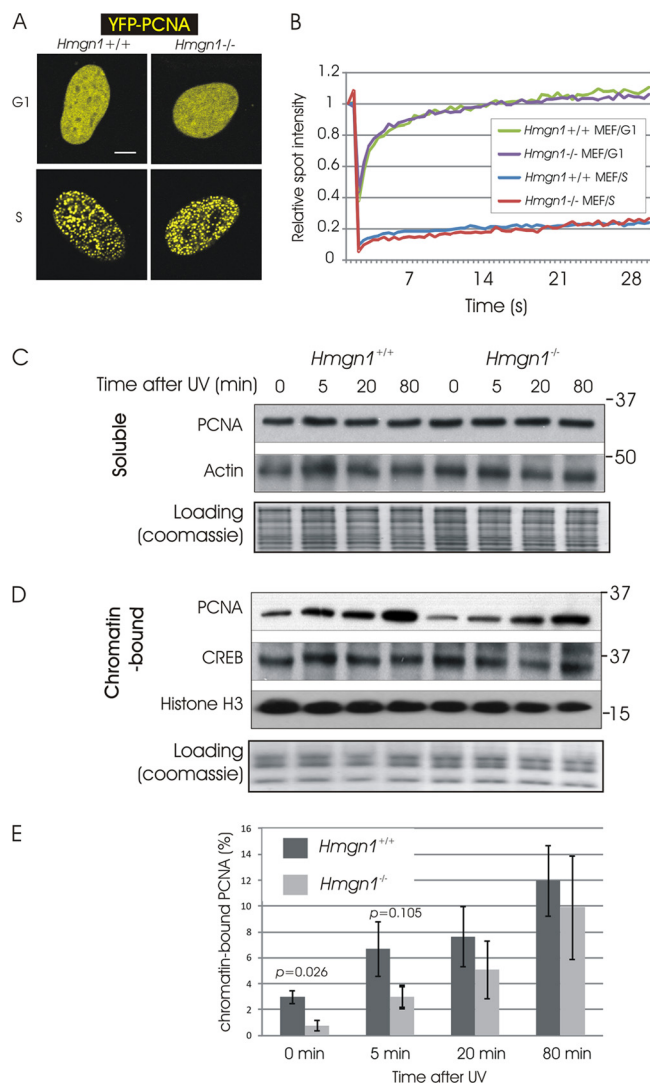 A
YFP-PCNA
Hmgn1+/+ Hmgn1-/-
G1
S
B
Relative spot intensity
1.2
1
0.8
0.6
0.4
0.2
0
7 14 21 28
Time (s)
Hmgn1+/+ MEF/G1
Hmgn1-/- MEF/G1
Hmgn1+/+ MEF/S
Hmgn1-/- MEF/S
C
Hmgn1+/+ Hmgn1-/-
Time after UV (min) 0 5 20 80 0 5 20 80
Soluble
PCNA
-37
Actin
-50
Loading
(coomassie)
D
Chromatin
-bound
PCNA
37
CREB
-37
Histone H3
-15
Loading
(coomassie)
E
chromatin-bound PCNA (%)
16
14
12
10
8
6
4
2
0
Hmgn1+/+
Hmgn1-/-
p=0.026
p=0.105
0 min 5 min 20 min 80 min
Time after UV